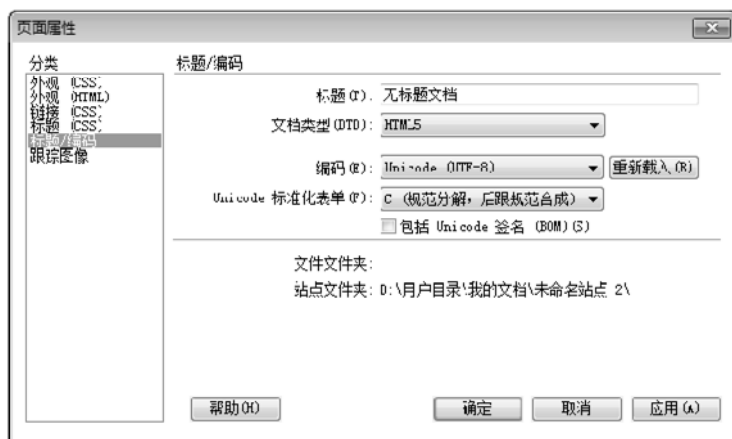 页面属性
分类
外观 (CSS)
外观 (HTML)
链接 (CSS)
标题 (CSS)
标题/编码
跟踪图像
标题/编码
标题(T): 无标题文档
文档类型(DTD): HTML5
编码(E): Unicode (UTF-8) 重新载入(R)
Unicode 标准化表单(F): C (规范分解，后跟规范合成)
包括 Unicode 签名 (BOM)(S)
文件文件夹:
站点文件夹: D:\用户目录\我的文档\未命名站点 2\
帮助(H) 确定 取消 应用(A)